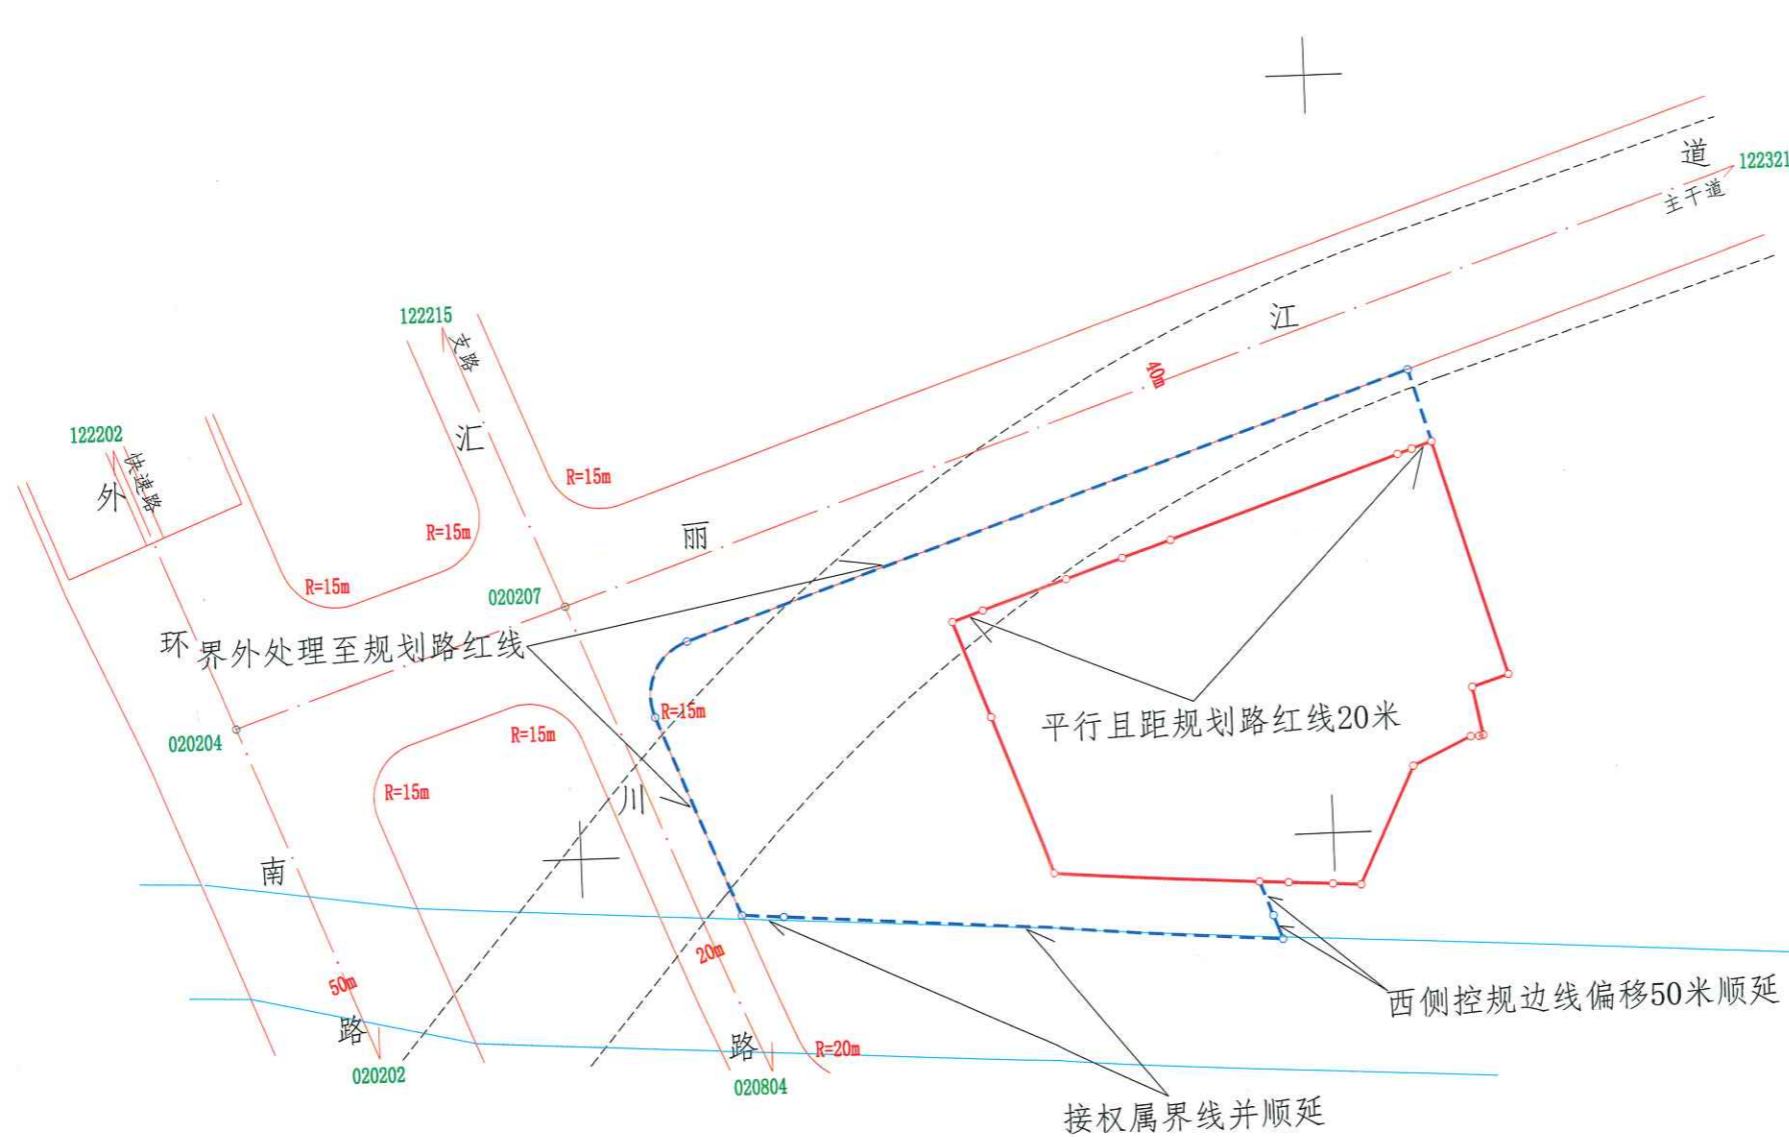 道
122321
主干道
江
122215
支路
40m
122202
快速路
外
汇
R=15m
R=15m
丽
R=15m
020207
环
界外处理至规划路红线
R=15m
平行且距规划路红线20米
020204
R=15m
R=15m
川
南
20m
50m
西侧控规边线偏移50米顺延
路
路
R=20m
020202
020804
接权属界线并顺延